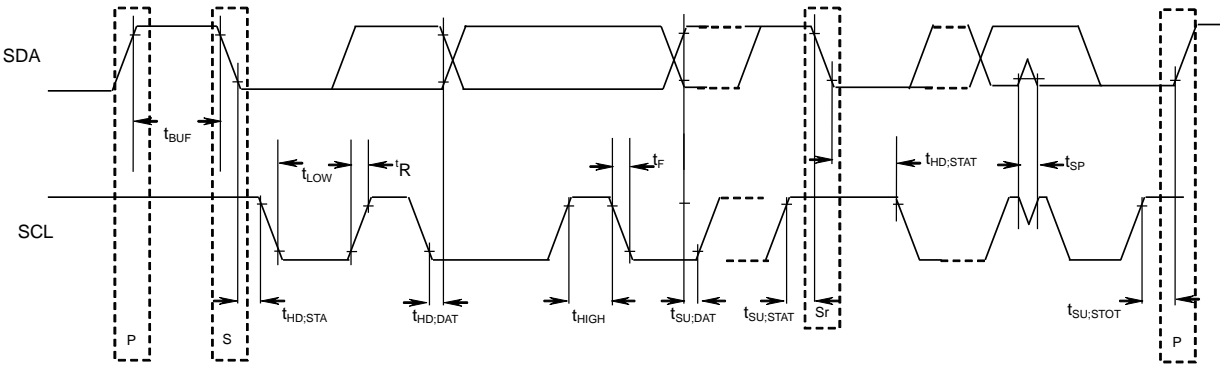 SDA
tBUF
tLOW
tR
tF
tHD;STAT
tSP
SCL
tHD;STA
tHD;DAT
tHIGH
tSU;DAT
tSU;STAT
Sr
tSU;STOT
P
S
P